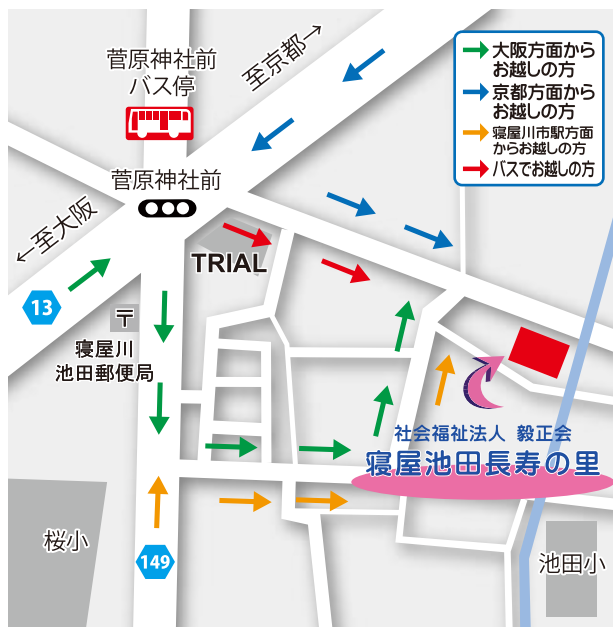 菅原神社前
バス停
至京都→
大阪方面から
お越しの方
京都方面から
お越しの方
寝屋川市駅方面
からお越しの方
バスでお越しの方
菅原神社前
←至大阪
TRIAL
13
〒
寝屋川
池田郵便局
社会福祉法人 毅正会
寝屋池田長寿の里
桜小
149
池田小